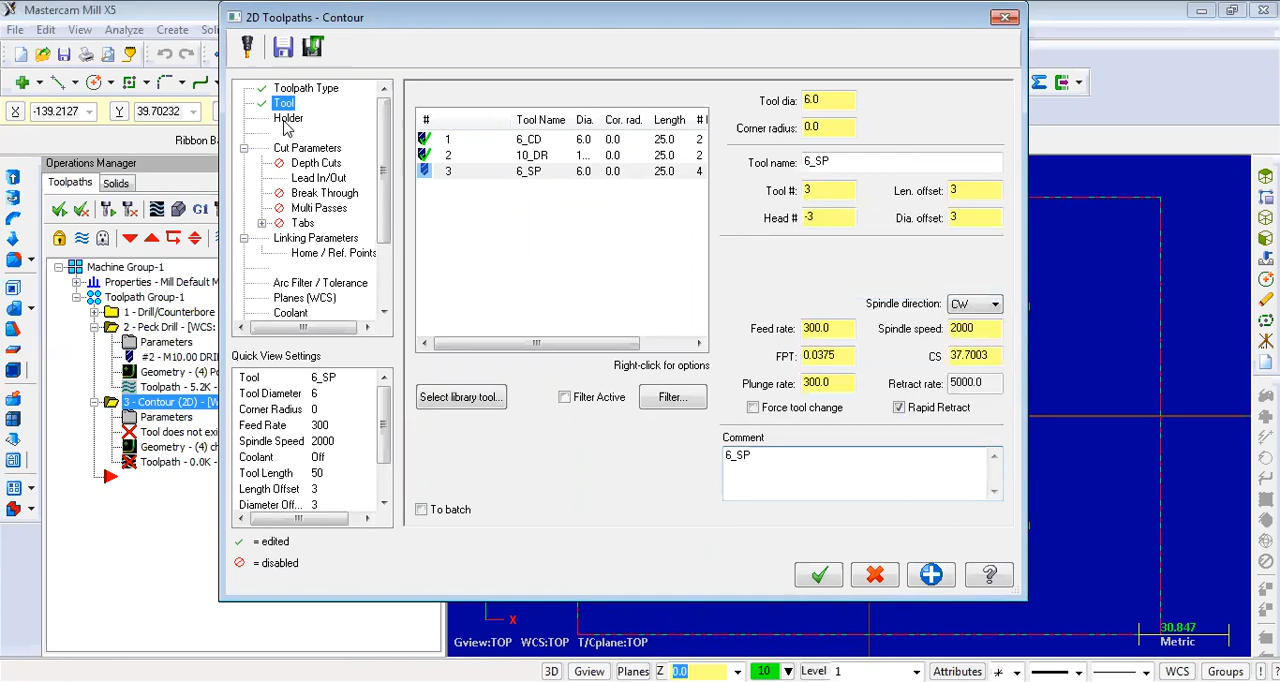 Mastercam Mill X5
File Edit View Analyze Create Soli
X -139.2127 Y 39.70232
Ribbon Ba
Operations Manager
Toolpaths Solids
G1
Machine Group-1
Properties - Mill Default M
Toolpath Group-1
1 - Drill/Counterbore
2 - Peck Drill - [WCS:
Parameters
#2 - M10.00 DRI
Geometry - (4) P
Toolpath - 5.2K
3 - Contour (2D) - [W
Parameters
Tool does not exi
Geometry - (4) ch
Toolpath - 0.0K
2D Toolpaths - Contour
Toolpath Type
Tool
Holder
Cut Parameters
Depth Cuts
Lead In/Out
Break Through
Multi Passes
Tabs
Linking Parameters
Home / Ref. Points
Arc Filter / Tolerance
Planes (WCS)
Coolant
Quick View Settings
Tool 6_SP
Tool Diameter 6
Corner Radius 0
Feed Rate 300
Spindle Speed 2000
Coolant Off
Tool Length 50
Length Offset 3
Diameter Off... 3
= edited
= disabled
# Tool Name Dia. Cor. rad. Length # 
1 6_CD 6.0 0.0 25.0 2
2 10_DR 1... 0.0 25.0 2
3 6_SP 6.0 0.0 25.0 4
Right-click for options
Select library tool... Filter Active Filter...
To batch
Tool dia: 6.0
Corner radius: 0.0
Tool name: 6_SP
Tool #: 3 Len. offset: 3
Head # -3 Dia. offset: 3
Spindle direction: CW
Feed rate: 300.0 Spindle speed: 2000
FPT: 0.0375 CS 37.7003
Plunge rate: 300.0 Retract rate: 5000.0
Force tool change Rapid Retract
Comment
6_SP
X
Gview:TOP WCS:TOP T/Cplane:TOP
30.847
Metric
3D Gview Planes Z 0.0 10 Level 1 Attributes WCS Groups